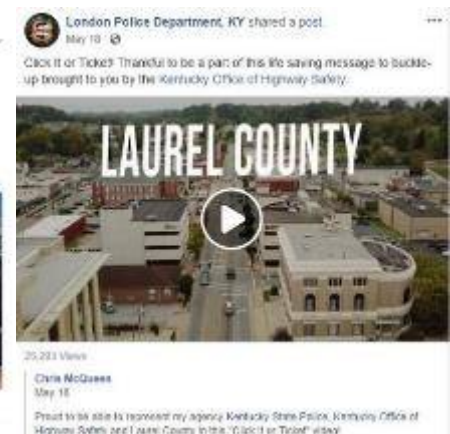 London Police Department, KY shared a post.
May 18
Click It or Ticket! Thankful to be a part of this life saving message to buckle-
up brought to you by the Kentucky Office of Highway Safety.
LAUREL COUNTY
Views
Chris McQueen
May 18
Proud to be able to represent my agency Kentucky State Police, Kentucky Office of
Highway Safety and Laurel County in this "Click It or Ticket" video!